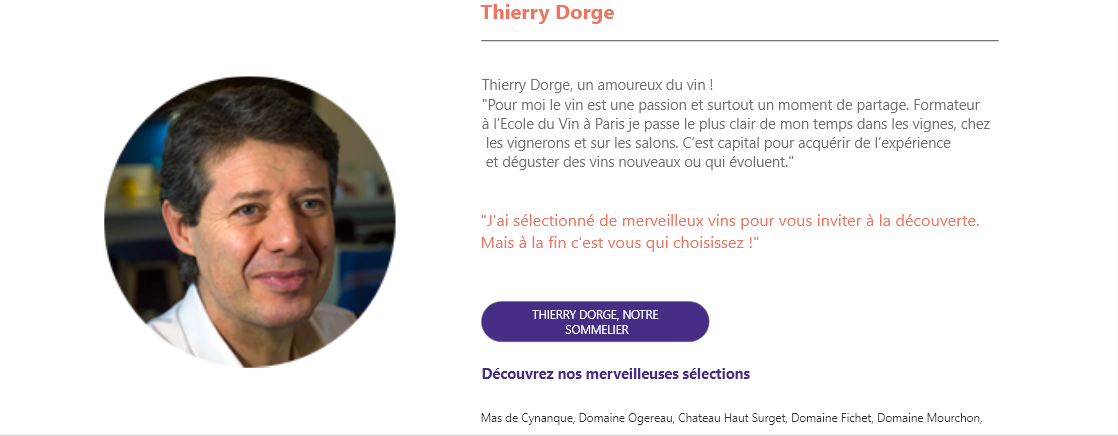 Thierry Dorge
Thierry Dorge, un amoureux du vin !
"Pour moi le vin est une passion et surtout un moment de partage. Formateur
à l’Ecole du Vin à Paris je passe le plus clair de mon temps dans les vignes, chez
les vignerons et sur les salons. C’est capital pour acquérir de l’expérience
et déguster des vins nouveaux ou qui évoluent."
"J'ai sélectionné de merveilleux vins pour vous inviter à la découverte.
Mais à la fin c'est vous qui choisissez !"
THIERRY DORGE, NOTRE
SOMMELIER
Découvrez nos merveilleuses sélections
Mas de Cynanque, Domaine Ogereau, Chateau Haut Surget, Domaine Fichet, Domaine Mourchon,